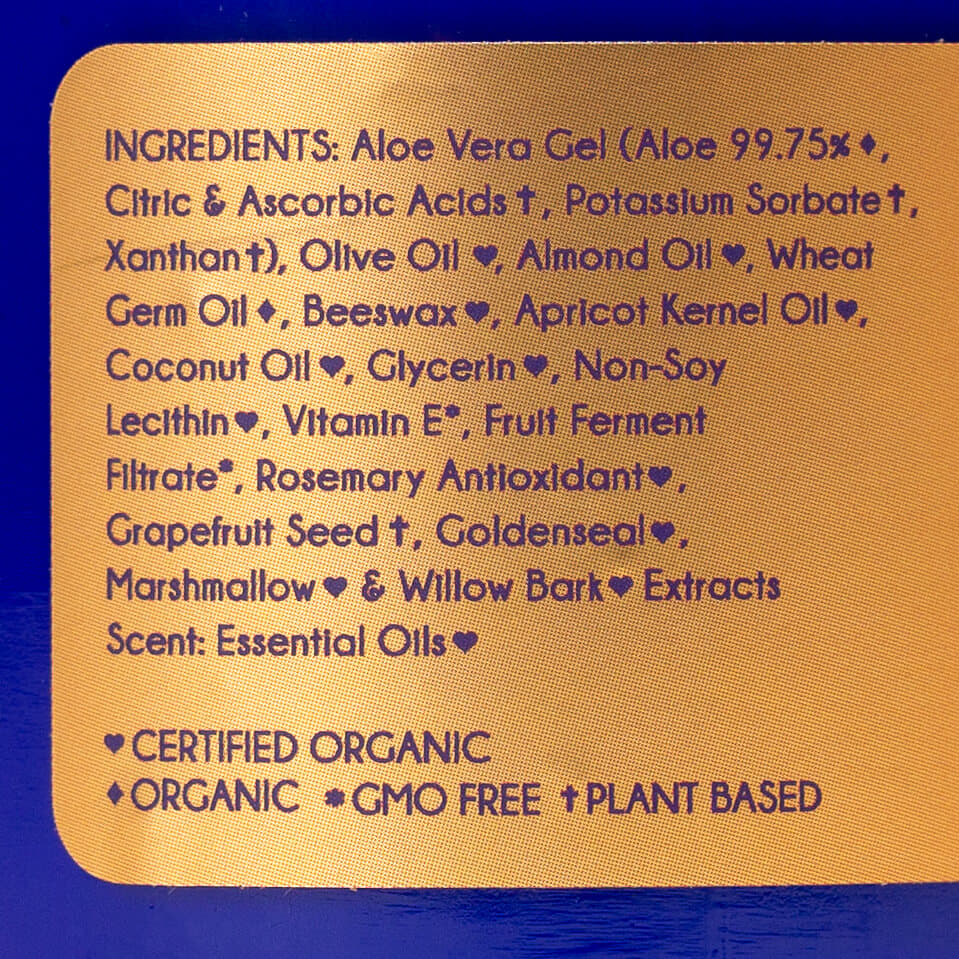 INGREDIENTS: Aloe Vera Gel (Aloe 99.75%♦,
Citric & Ascorbic Acids†, Potassium Sorbate†,
Xanthan†), Olive Oil ♥, Almond Oil♥, Wheat
Germ Oil♦, Beeswax♥, Apricot Kernel Oil♥,
Coconut Oil♥, Glycerin♥, Non-Soy
Lecithin♥, Vitamin E*, Fruit Ferment
Filtrate*, Rosemary Antioxidant♥,
Grapefruit Seed†, Goldenseal♥,
Marshmallow♥ & Willow Bark♥ Extracts
Scent: Essential Oils♥
♥CERTIFIED ORGANIC
♦ORGANIC *GMO FREE †PLANT BASED